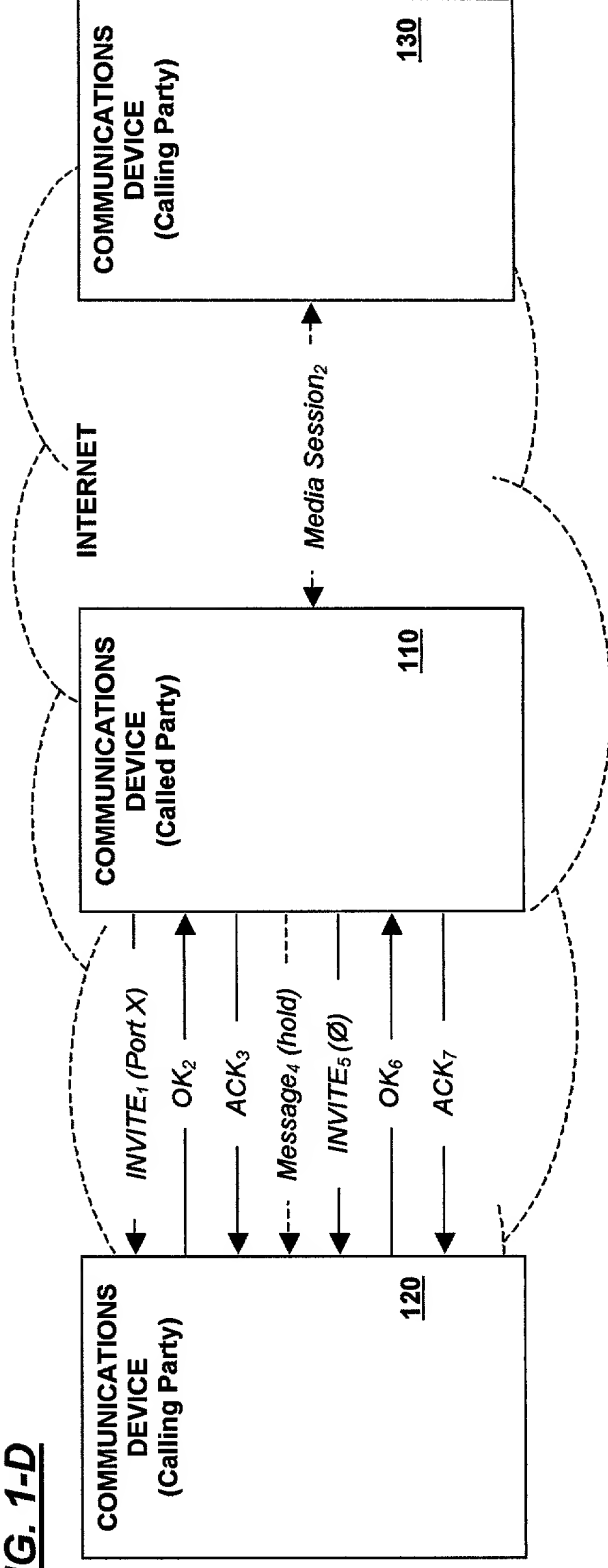 IG. 1-D
COMMUNICATIONS
DEVICE
(Calling Party)
120
INVITE₁ (Port X)
OK₂
ACK₃
Message₄ (hold)
INVITE₅ (Ø)
OK₆
ACK₇
COMMUNICATIONS
DEVICE
(Called Party)
110
INTERNET
Media Session₂
COMMUNICATIONS
DEVICE
(Calling Party)
130